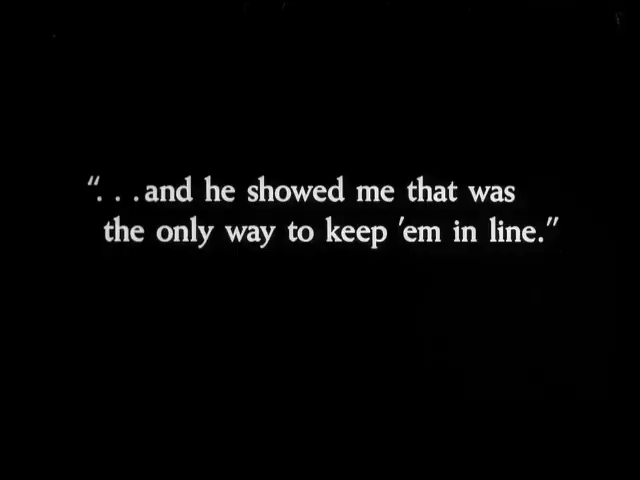 “. . .and he showed me that was
the only way to keep ’em in line.”